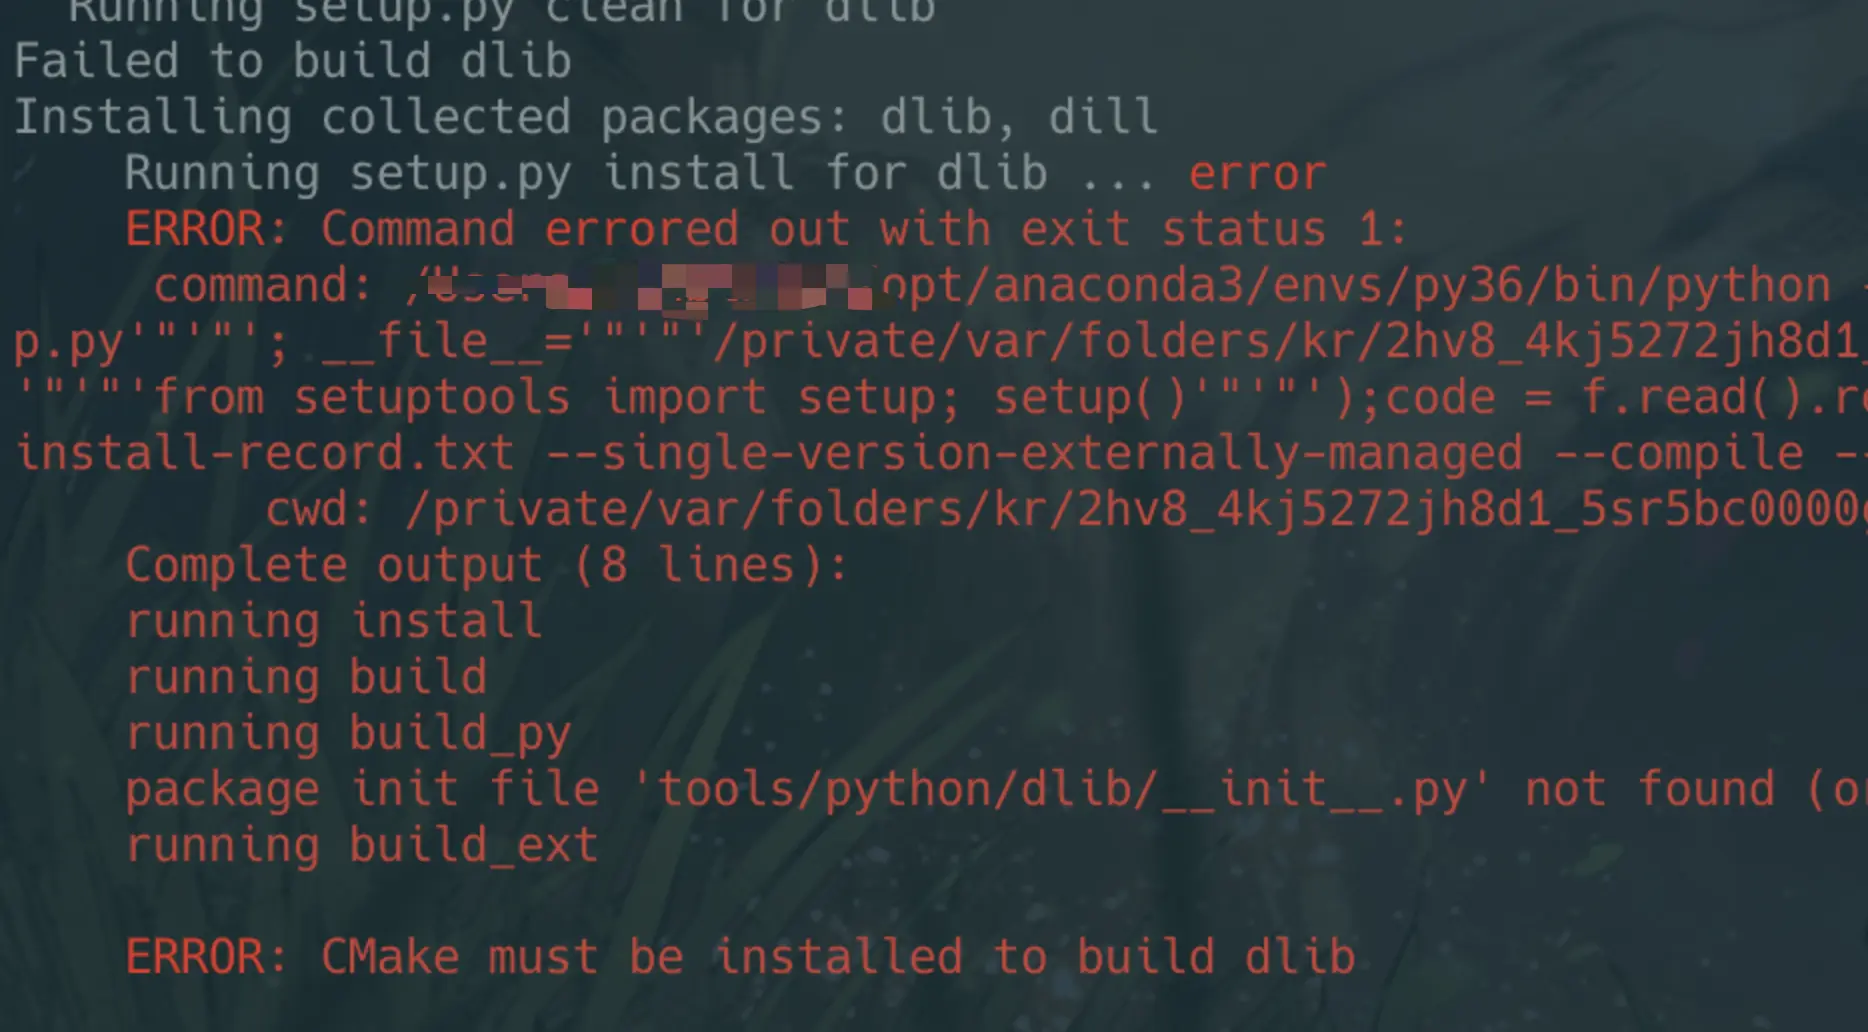 Running setup.py clean for dlib
Failed to build dlib
Installing collected packages: dlib, dill
Running setup.py install for dlib ... error
ERROR: Command errored out with exit status 1:
command: opt/anaconda3/envs/py36/bin/python
p.py'"'"'; __file__='"'"'/private/var/folders/kr/2hv8_4kj5272jh8d1_
'"'"'from setuptools import setup; setup()'"'"');code = f.read().r
install-record.txt --single-version-externally-managed --compile --
cwd: /private/var/folders/kr/2hv8_4kj5272jh8d1_5sr5bc0000
Complete output (8 lines):
running install
running build
running build_py
package init file 'tools/python/dlib/__init__.py' not found (o
running build_ext
ERROR: CMake must be installed to build dlib